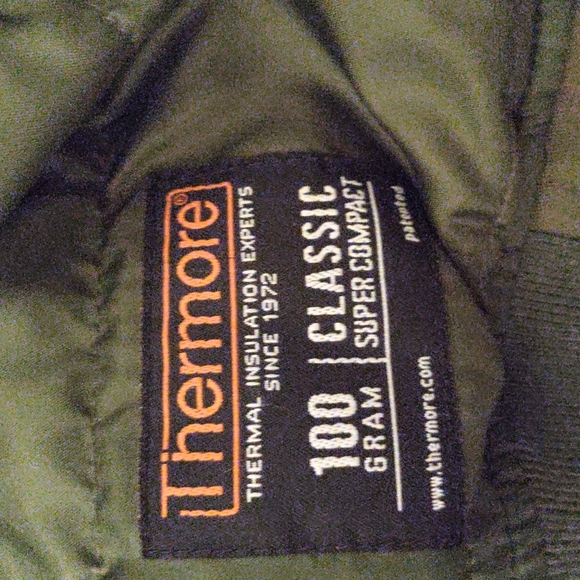 Thermore®
THERMAL INSULATION EXPERTS
SINCE 1972
100 | CLASSIC
GRAM | SUPER COMPACT
patented
www.thermore.com